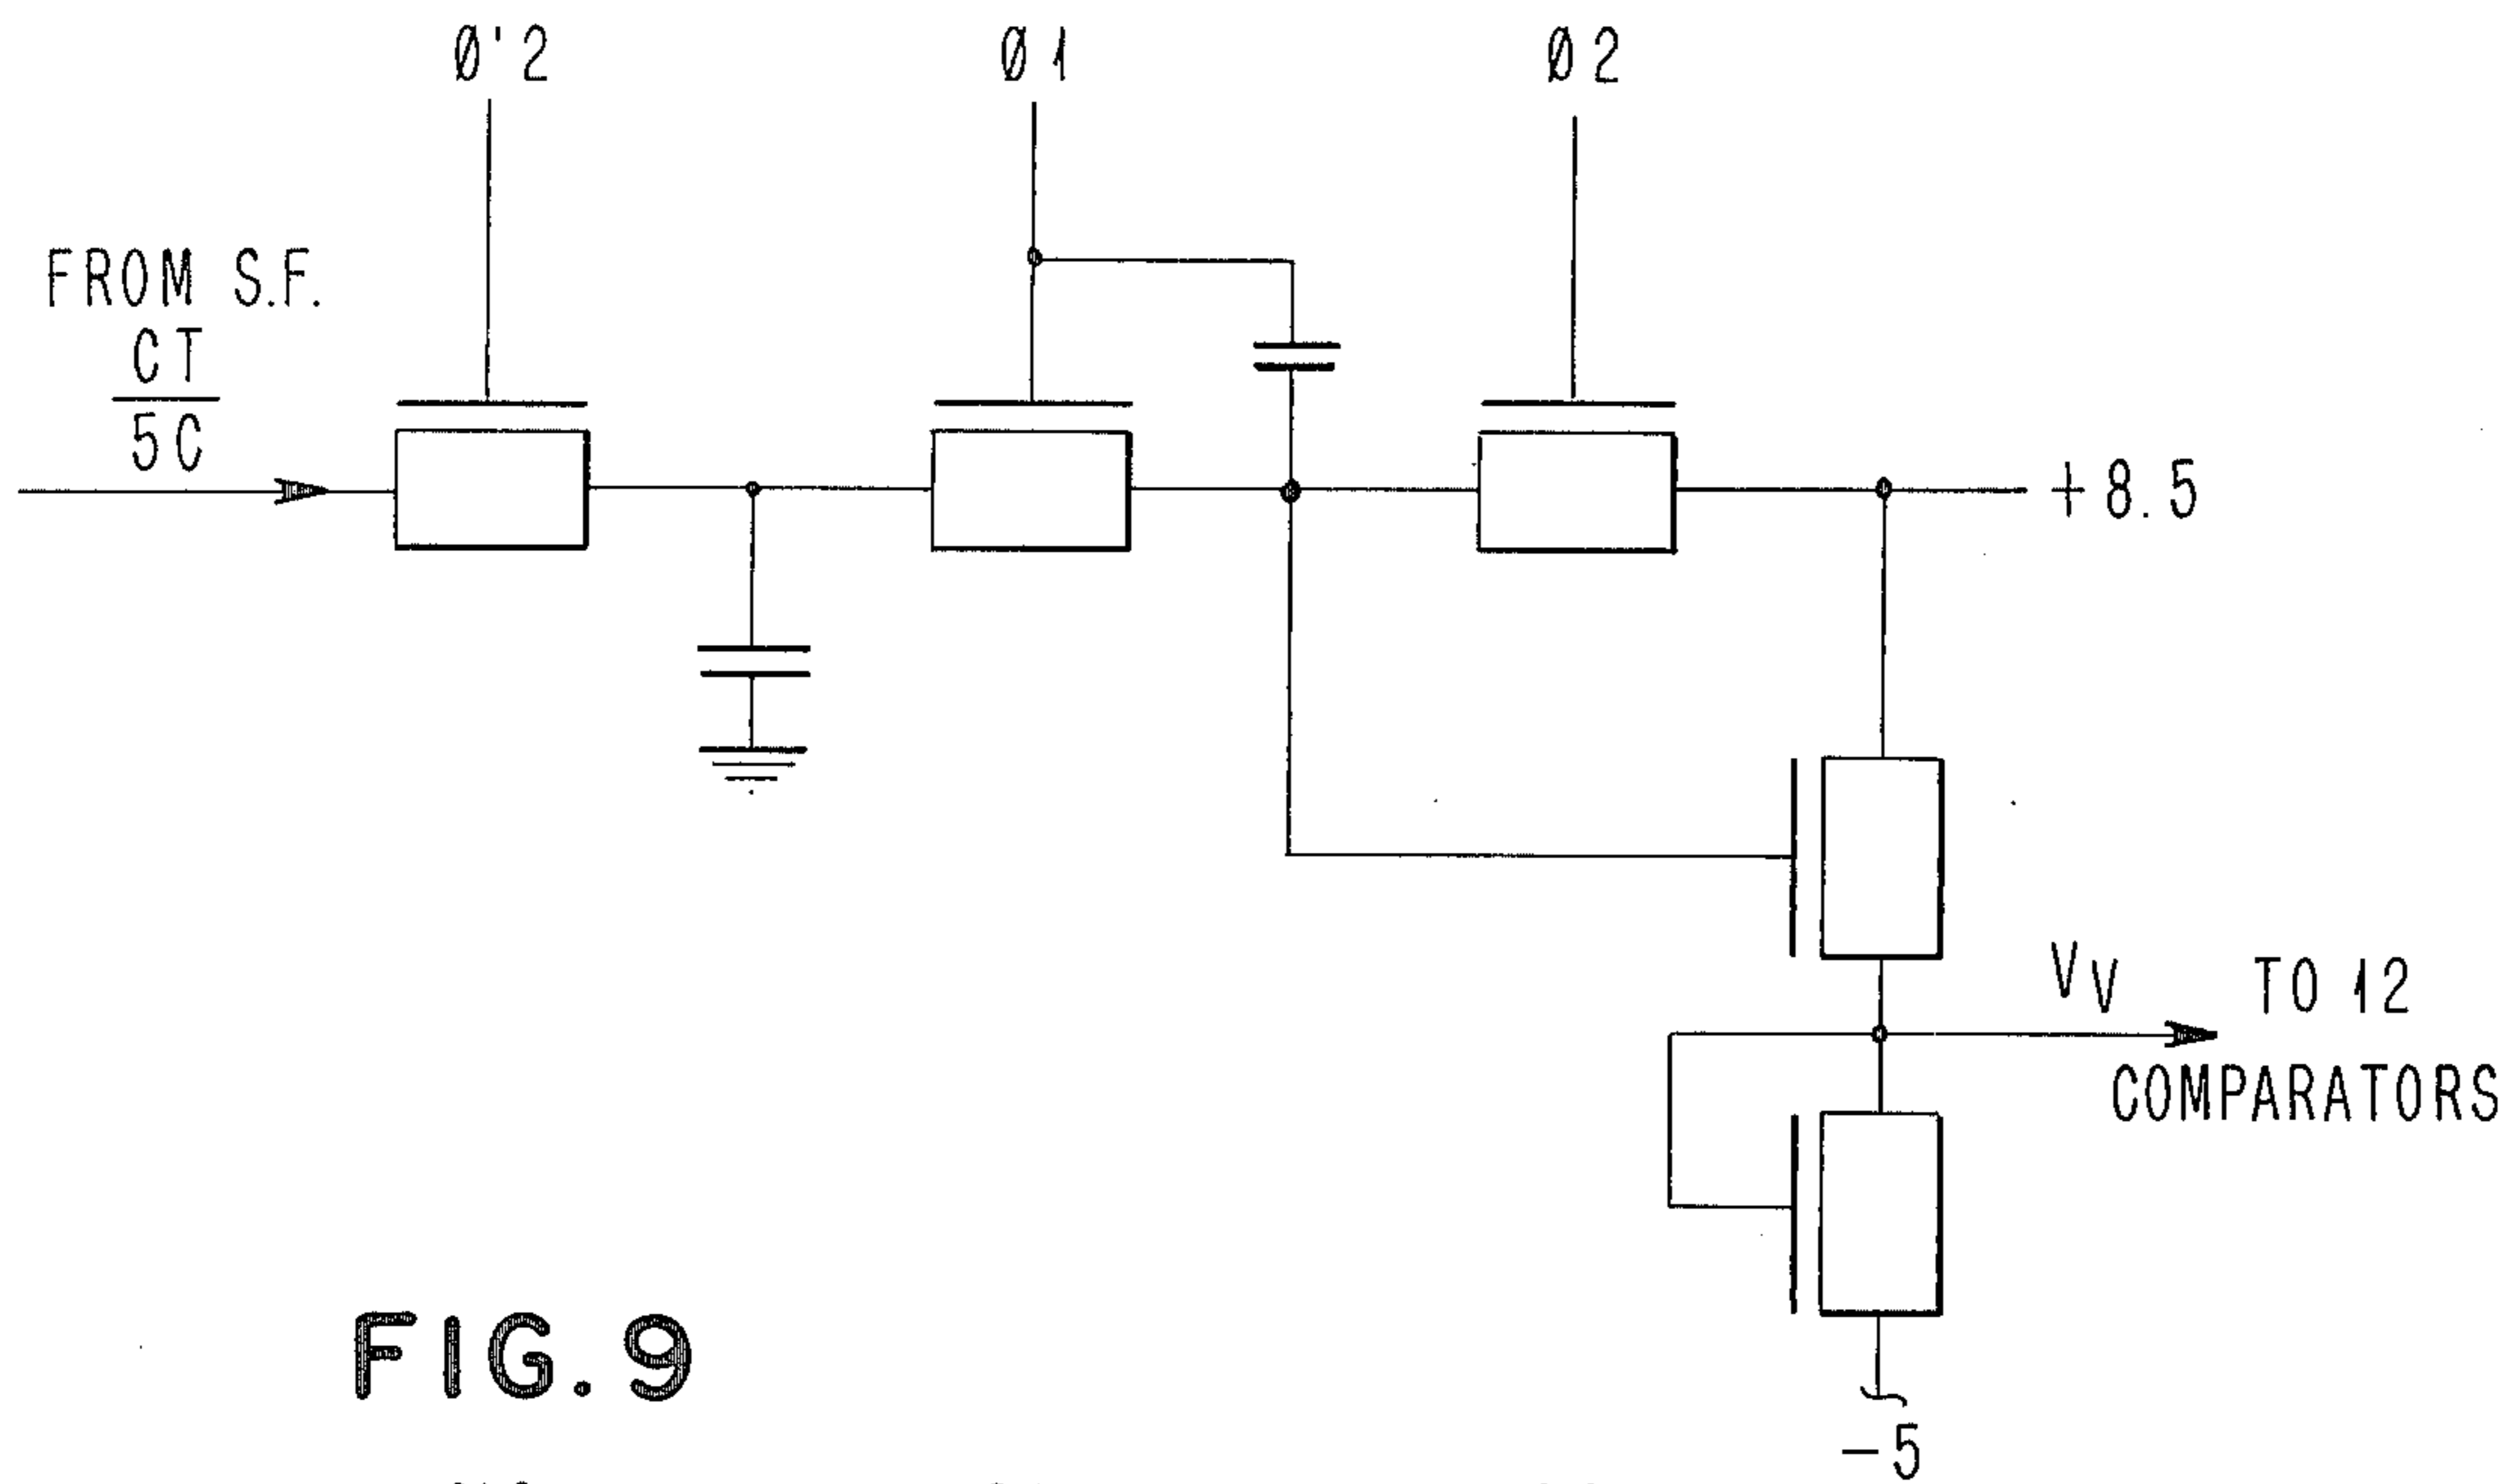 Ø'2
Ø1
Ø2
FROM S.F.
CT
5C
+8.5
VV
TO 12
COMPARATORS
FIG.9
-5